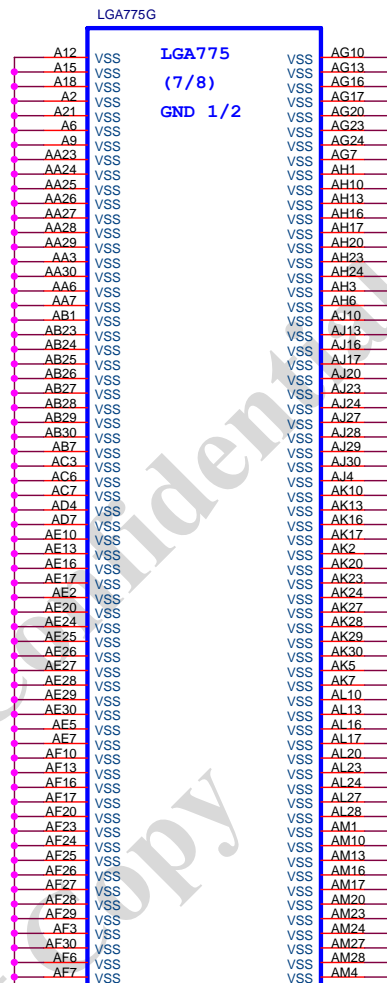 LGA775G
LGA775
(7/8)
GND 1/2
A12 VSS VSS AG10
A15 VSS VSS AG13
A18 VSS VSS AG16
A2 VSS VSS AG17
A21 VSS VSS AG20
A6 VSS VSS AG23
A9 VSS VSS AG24
AA23 VSS VSS AG7
AA24 VSS VSS AH1
AA25 VSS VSS AH10
AA26 VSS VSS AH13
AA27 VSS VSS AH16
AA28 VSS VSS AH17
AA29 VSS VSS AH20
AA3 VSS VSS AH23
AA30 VSS VSS AH24
AA6 VSS VSS AH3
AA7 VSS VSS AH6
AB1 VSS VSS AJ10
AB23 VSS VSS AJ13
AB24 VSS VSS AJ16
AB25 VSS VSS AJ17
AB26 VSS VSS AJ20
AB27 VSS VSS AJ23
AB28 VSS VSS AJ24
AB29 VSS VSS AJ27
AB30 VSS VSS AJ28
AB7 VSS VSS AJ29
AC3 VSS VSS AJ30
AC6 VSS VSS AJ4
AC7 VSS VSS AK10
AD4 VSS VSS AK13
AD7 VSS VSS AK16
AE10 VSS VSS AK17
AE13 VSS VSS AK2
AE16 VSS VSS AK20
AE17 VSS VSS AK23
AE2 VSS VSS AK24
AE20 VSS VSS AK27
AE24 VSS VSS AK28
AE25 VSS VSS AK29
AE26 VSS VSS AK30
AE27 VSS VSS AK5
AE28 VSS VSS AK7
AE29 VSS VSS AL10
AE30 VSS VSS AL13
AE5 VSS VSS AL16
AE7 VSS VSS AL17
AF10 VSS VSS AL20
AF13 VSS VSS AL23
AF16 VSS VSS AL24
AF17 VSS VSS AL27
AF20 VSS VSS AL28
AF23 VSS VSS AM1
AF24 VSS VSS AM10
AF25 VSS VSS AM13
AF26 VSS VSS AM16
AF27 VSS VSS AM17
AF28 VSS VSS AM20
AF29 VSS VSS AM23
AF3 VSS VSS AM24
AF30 VSS VSS AM27
AF6 VSS VSS AM28
AF7 VSS VSS AM4
Confidential
Copy